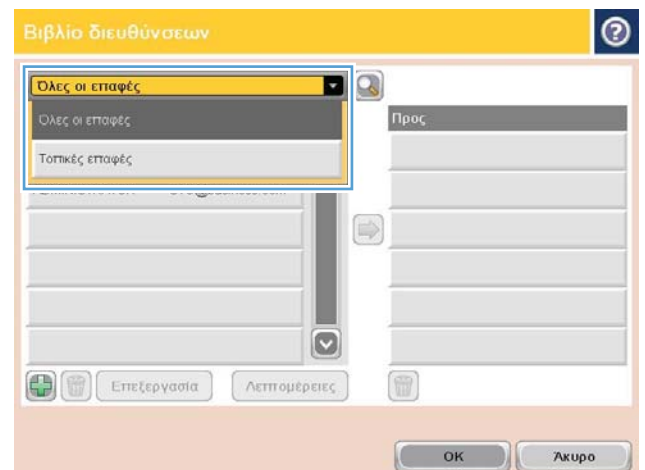 Βιβλίο διευθύνσεων
Όλες οι επαφές
Όλες οι επαφές
Τοπικές επαφές
Προς
Επεξεργασία
Λεπτομέρειες
OK
Άκυρο